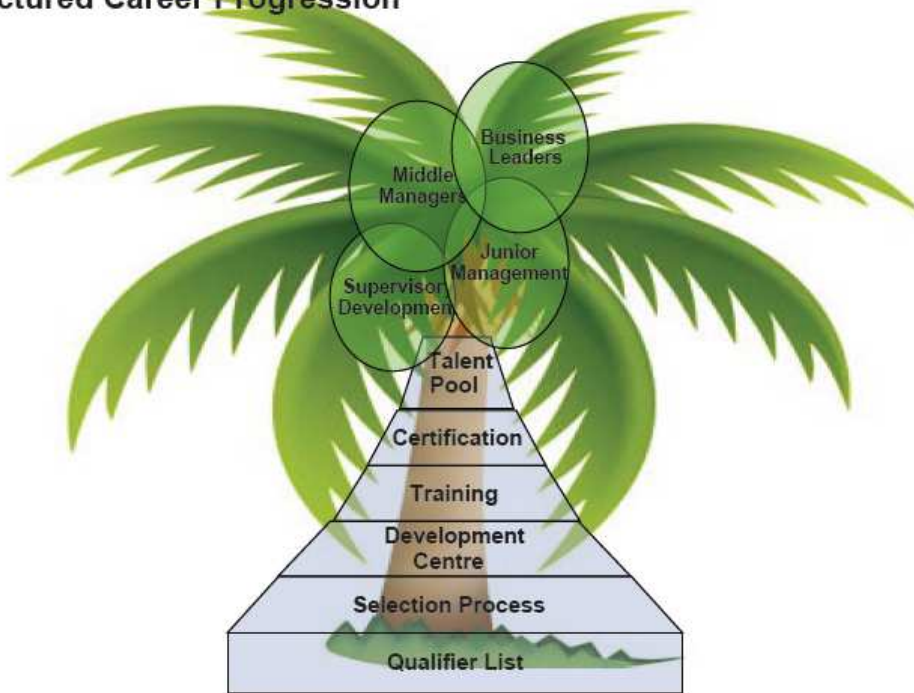 ctured Career Progression
Business
Leaders
Middle
Managers
Junior
Management
Supervisor
Developmen
Talent
Pool
Certification
Training
Development
Centre
Selection Process
Qualifier List